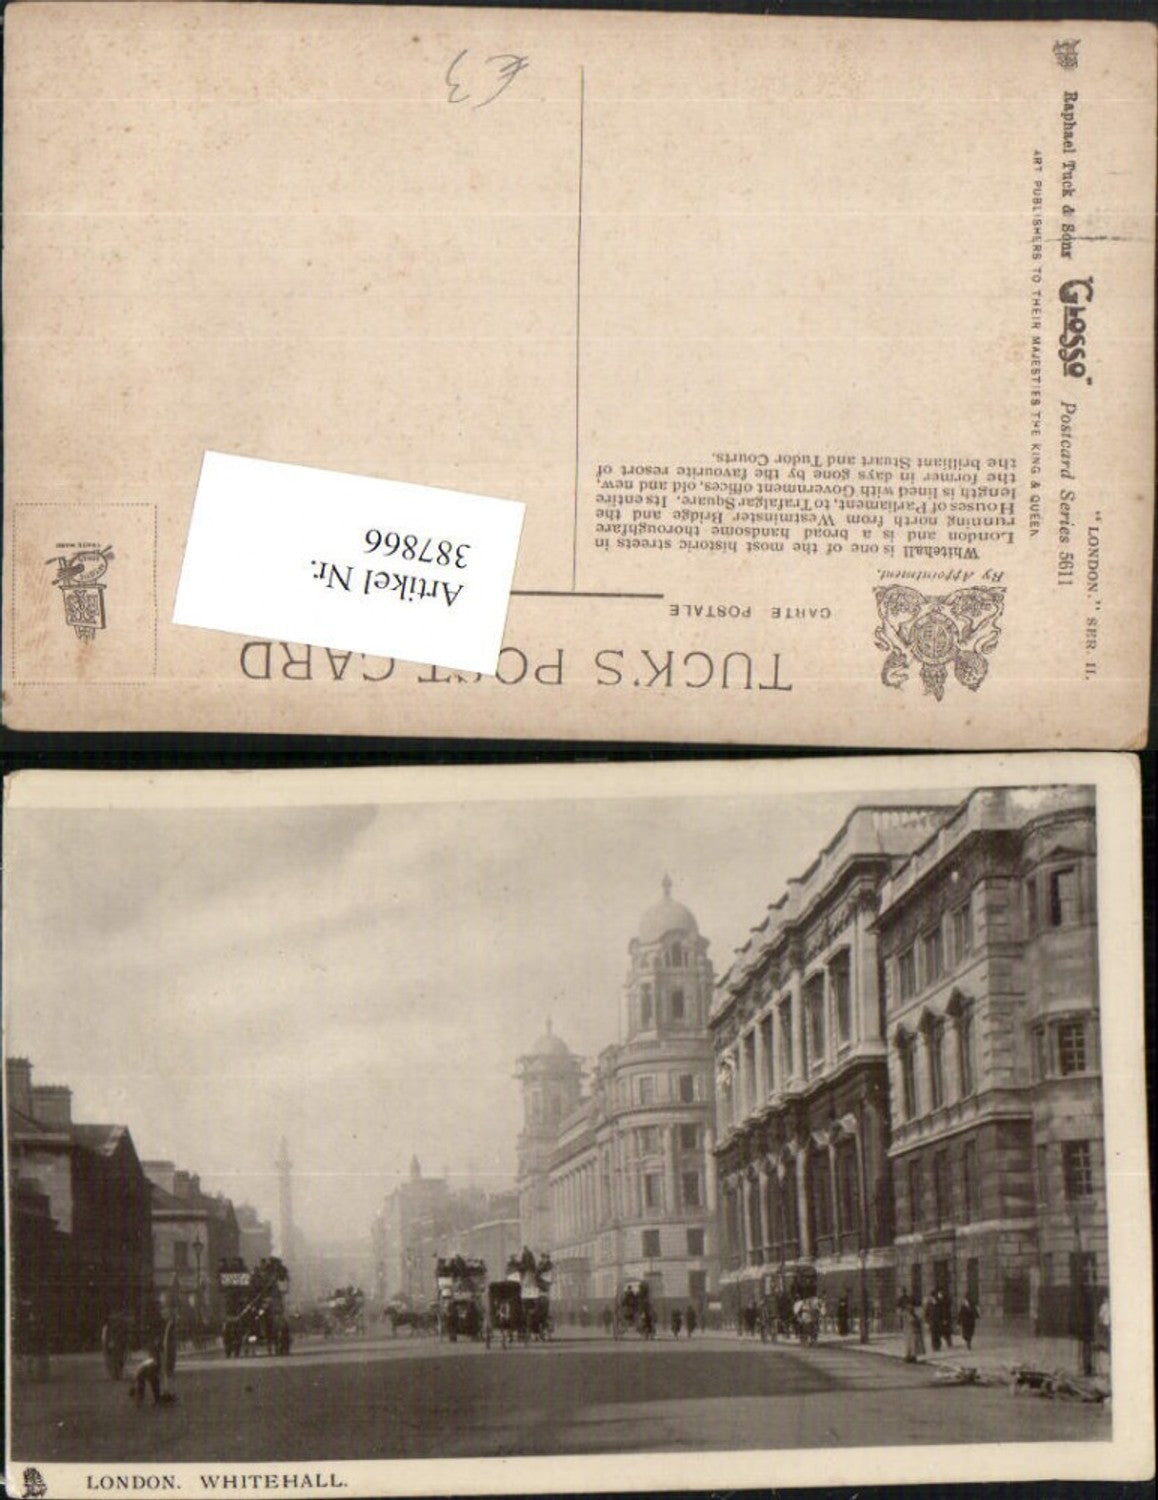 "LONDON," SER. II.
Raphael Tuck & Sons "Glosso" Postcard Series 5611
ART PUBLISHERS TO THEIR MAJESTIES THE KING & QUEEN
TUCK'S POST CARD
CARTE POSTALE
By Appointment.
Whitehall is one of the most historic streets in
London and is a broad handsome thoroughfare
running north from Westminster Bridge and the
Houses of Parliament, to Trafalgar Square. Its entire
length is lined with Government offices, old and new,
the former in days gone by the favourite resort of
the brilliant Stuart and Tudor Courts.
TRADE MARK
Artikel Nr.
387866
€3
LONDON. WHITEHALL.